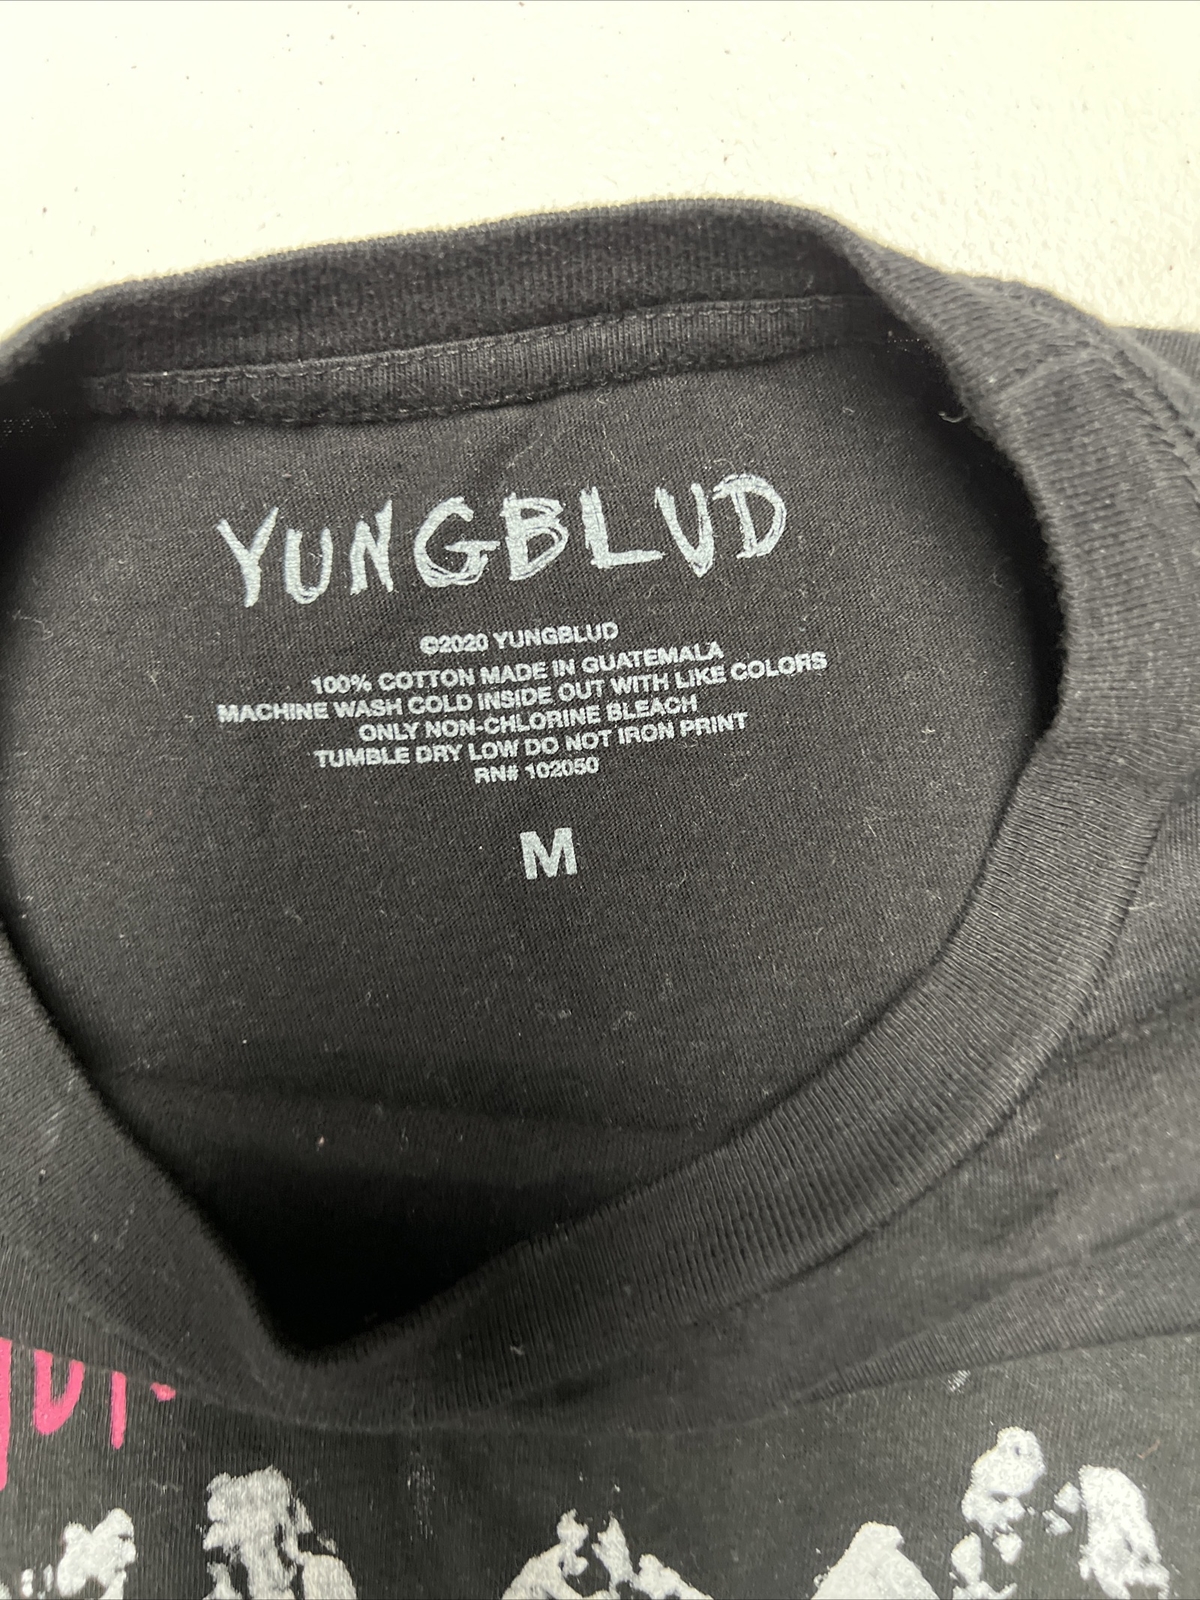 YUNGBLUD
©2020 YUNGBLUD
100% COTTON MADE IN GUATEMALA
MACHINE WASH COLD INSIDE OUT WITH LIKE COLORS
ONLY NON-CHLORINE BLEACH
TUMBLE DRY LOW DO NOT IRON PRINT
RN# 102050
M